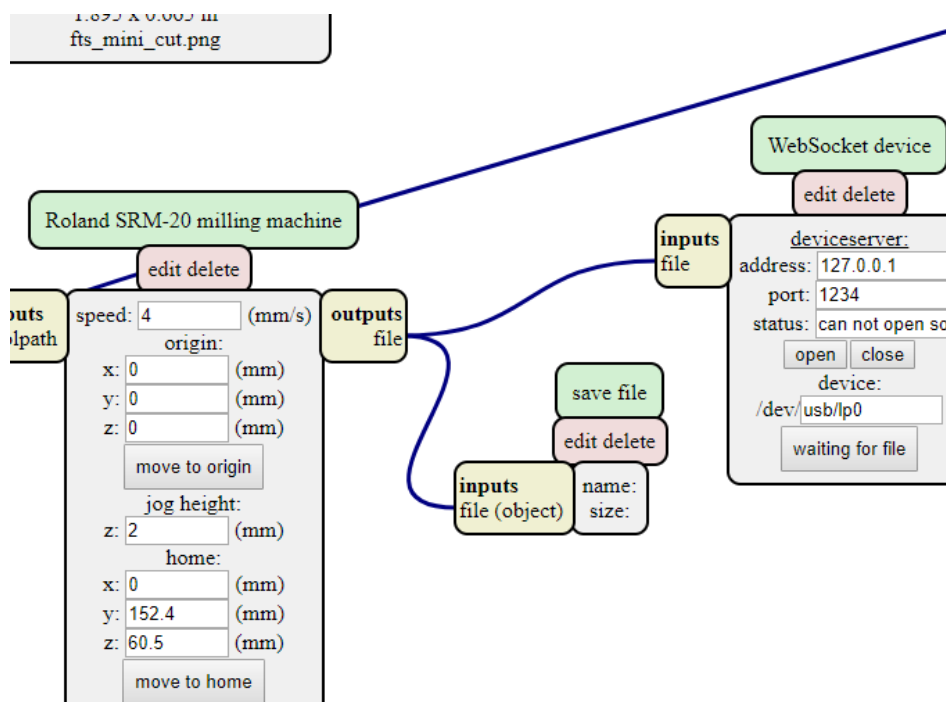 fts_mini_cut.png
WebSocket device
edit delete
Roland SRM-20 milling machine
edit delete
inputs
file
deviceserver:
address: 127.0.0.1
port: 1234
status: can not open so
open close
device:
/dev/usb/lp0
waiting for file
speed: 4 (mm/s)
origin:
x: 0 (mm)
y: 0 (mm)
z: 0 (mm)
move to origin
jog height:
z: 2 (mm)
home:
x: 0 (mm)
y: 152.4 (mm)
z: 60.5 (mm)
move to home
outputs
file
save file
edit delete
inputs
file (object)
name:
size: